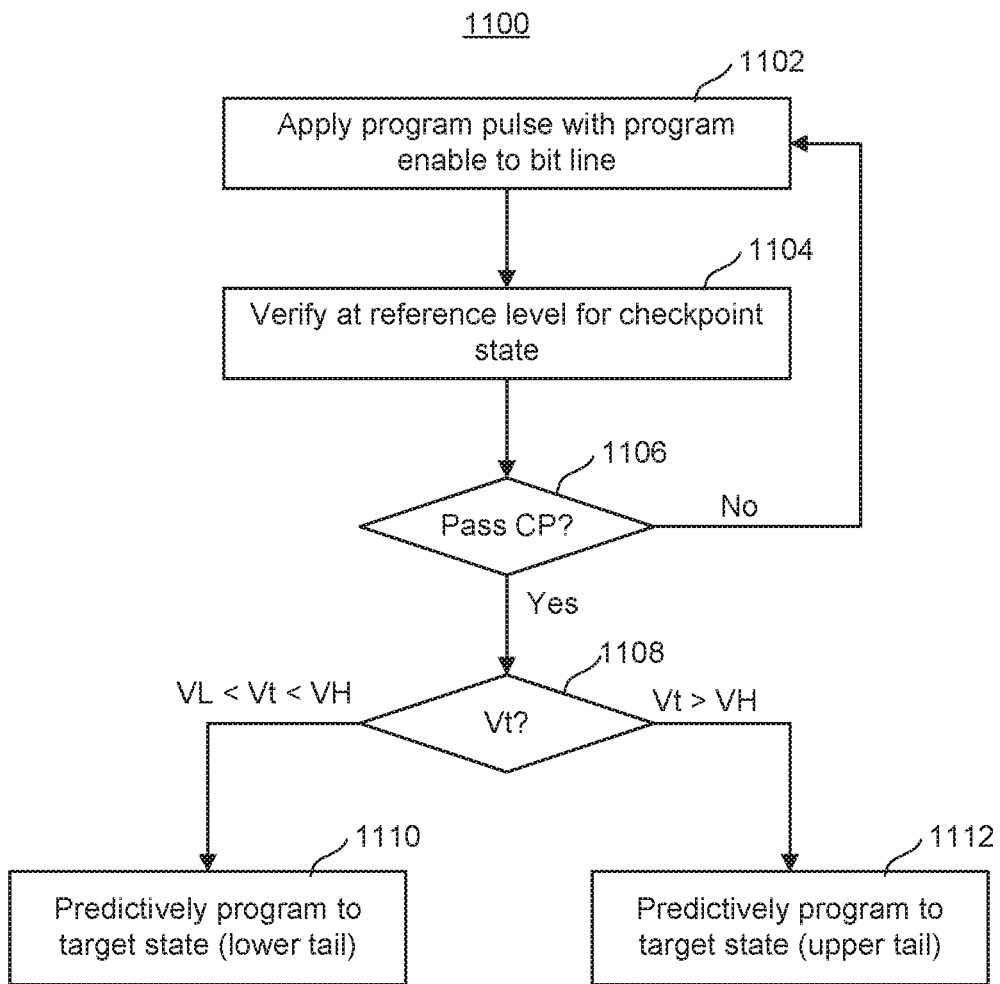 1100
1102
Apply program pulse with program
enable to bit line
1104
Verify at reference level for checkpoint
state
1106
Pass CP?
No
Yes
1108
VL < Vt < VH
Vt?
Vt > VH
1110
Predictively program to
target state (lower tail)
1112
Predictively program to
target state (upper tail)